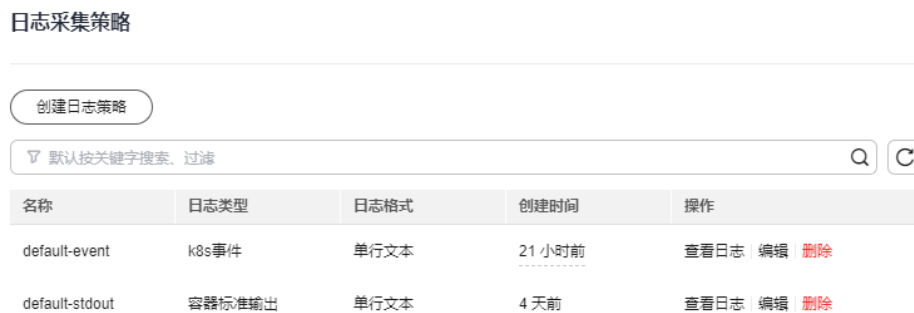 日志采集策略
创建日志策略
默认按关键字搜索、过滤
名称 日志类型 日志格式 创建时间 操作
default-event k8s事件 单行文本 21 小时前 查看日志 编辑 删除
default-stdout 容器标准输出 单行文本 4 天前 查看日志 编辑 删除